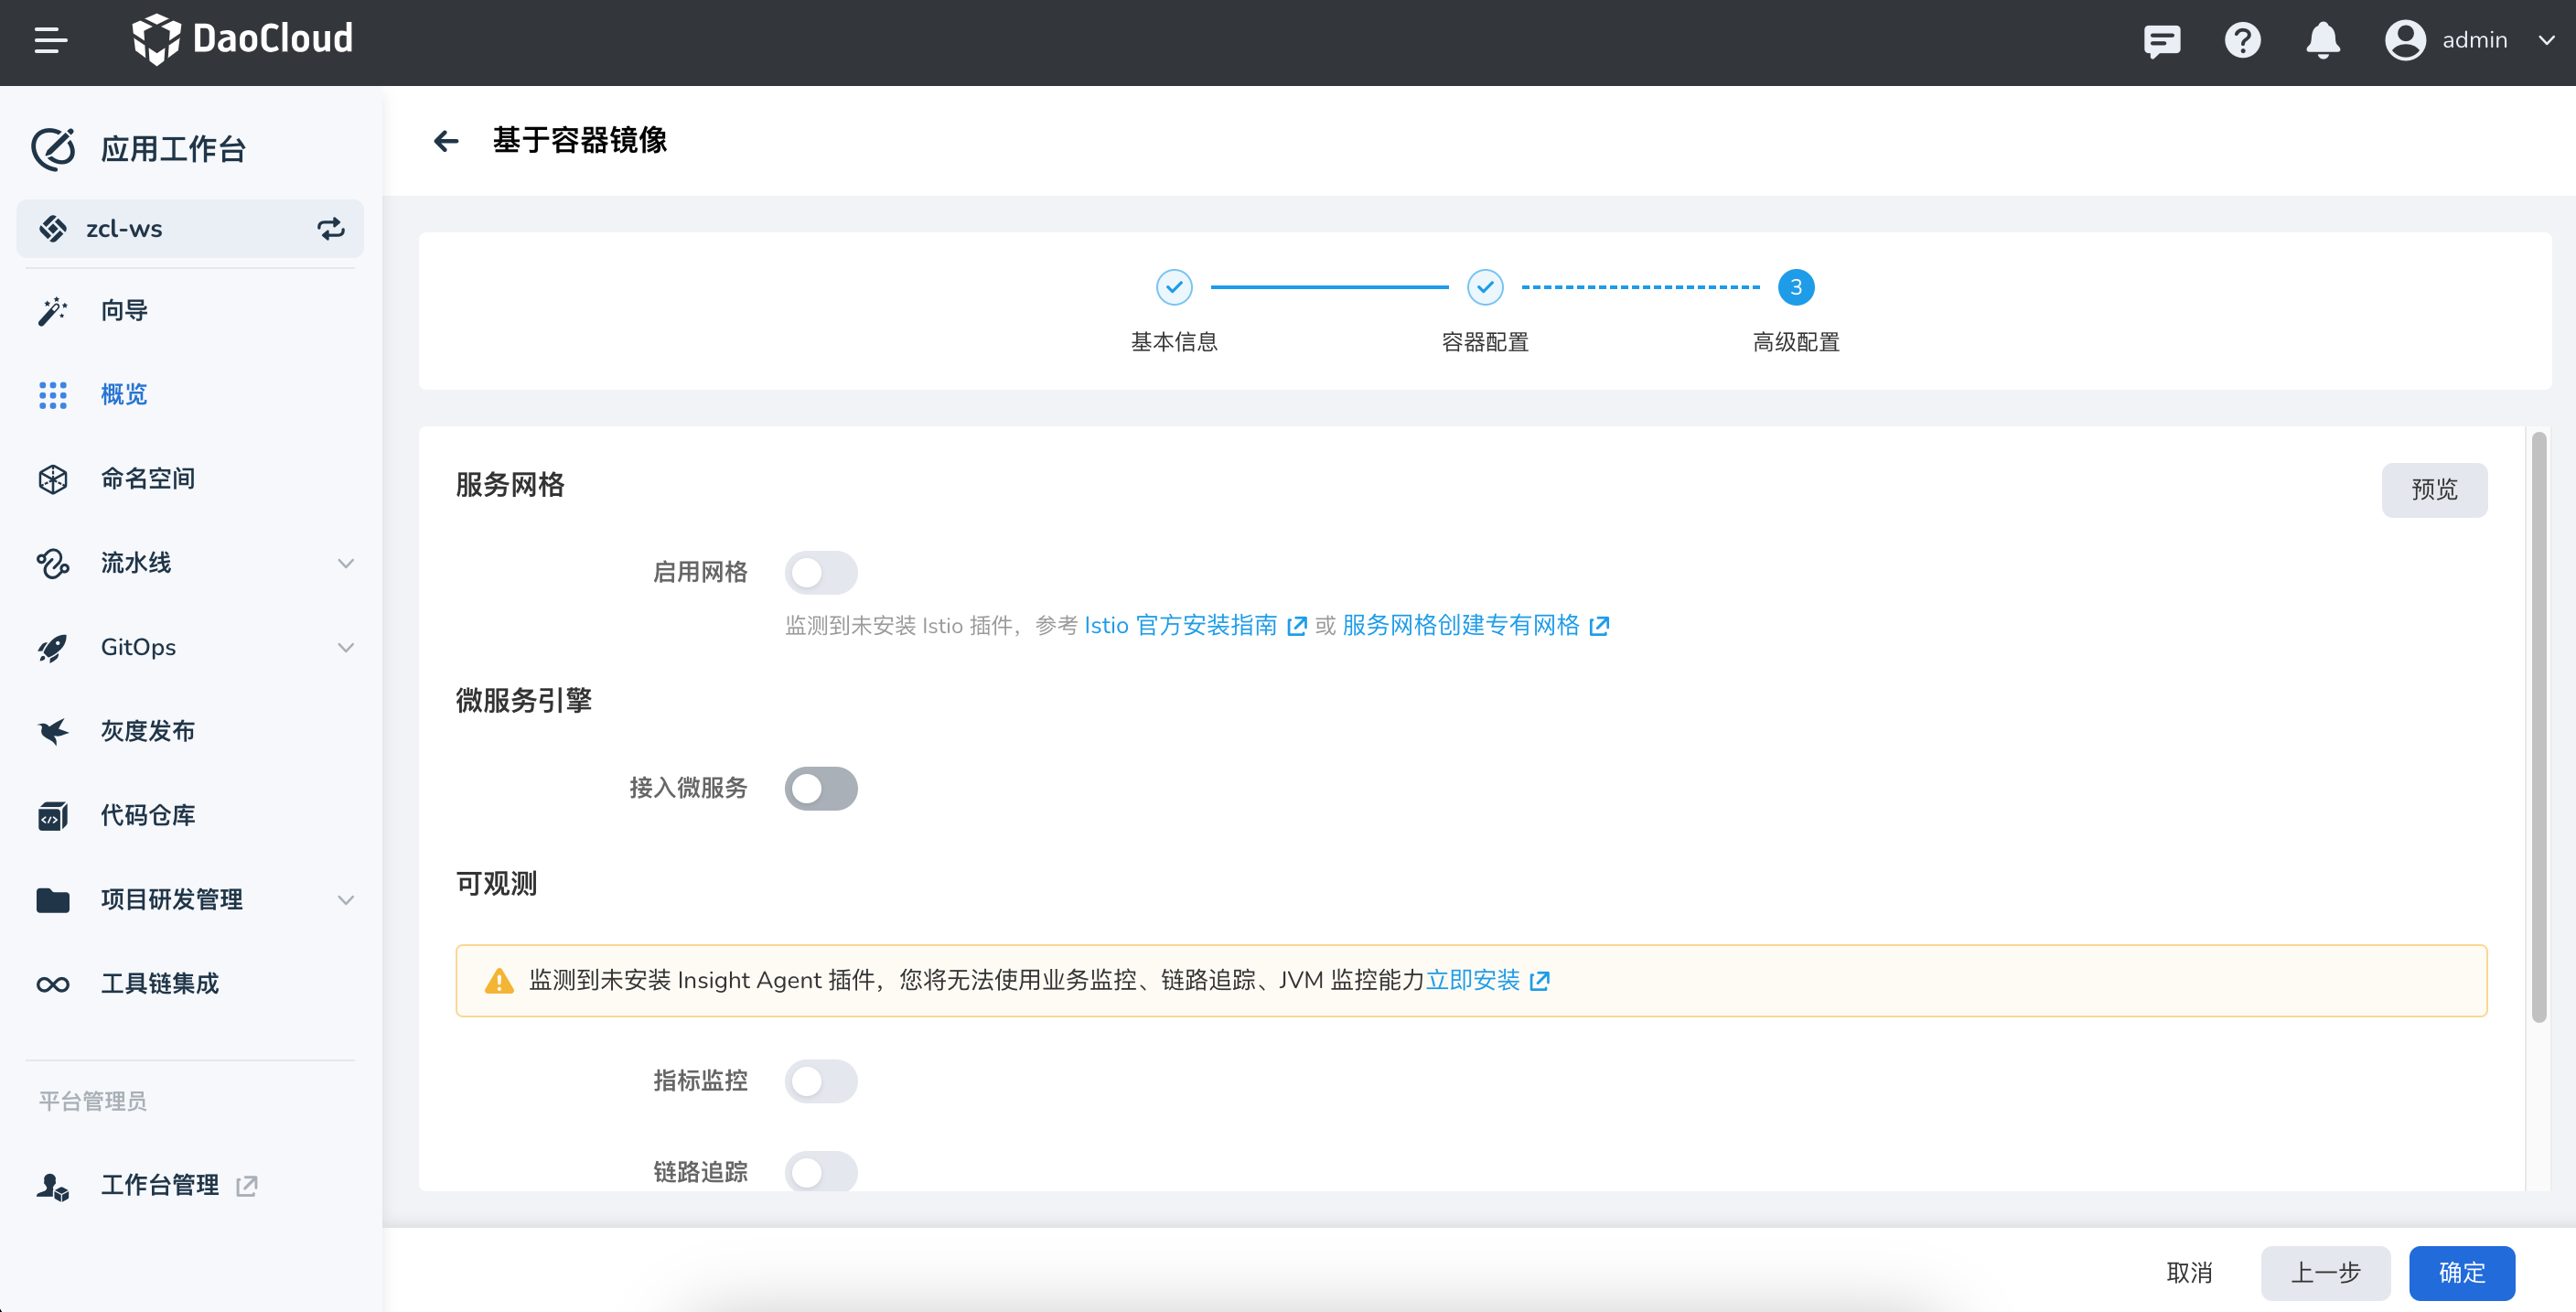 DaoCloud
admin
应用工作台
zcl-ws
向导
概览
命名空间
流水线
GitOps
灰度发布
代码仓库
项目研发管理
工具链集成
平台管理员
工作台管理
基于容器镜像
3
基本信息
容器配置
高级配置
服务网格
预览
启用网格
监测到未安装 Istio 插件，参考 Istio 官方安装指南 或 服务网格创建专有网格
微服务引擎
接入微服务
可观测
监测到未安装 Insight Agent 插件，您将无法使用业务监控、链路追踪、JVM 监控能力立即安装
指标监控
链路追踪
取消
上一步
确定